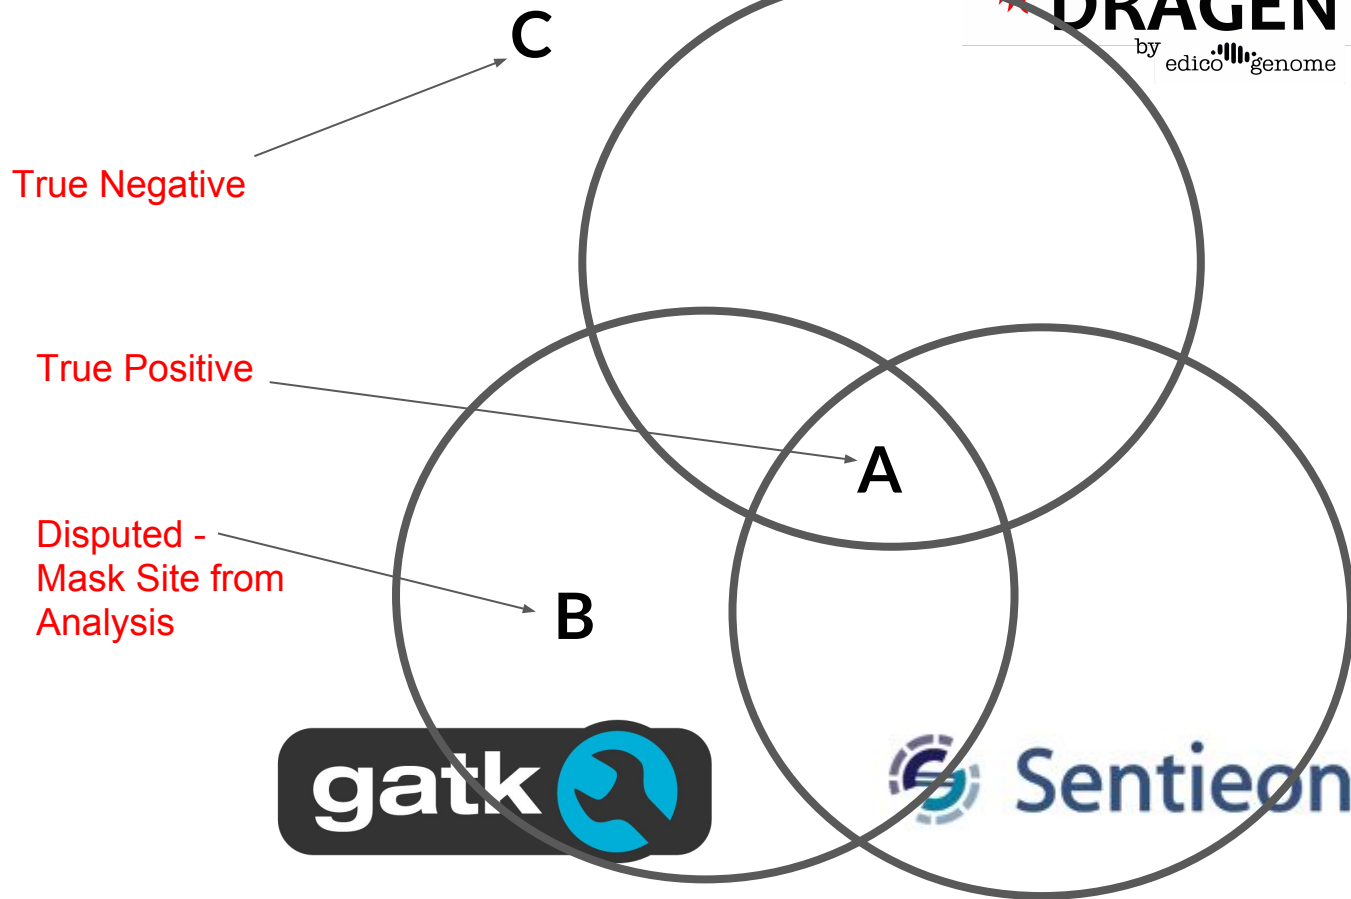 C
DRAGEN
by
edico genome
True Negative
True Positive
A
Disputed -
Mask Site from
Analysis
B
gatk
Sentieon